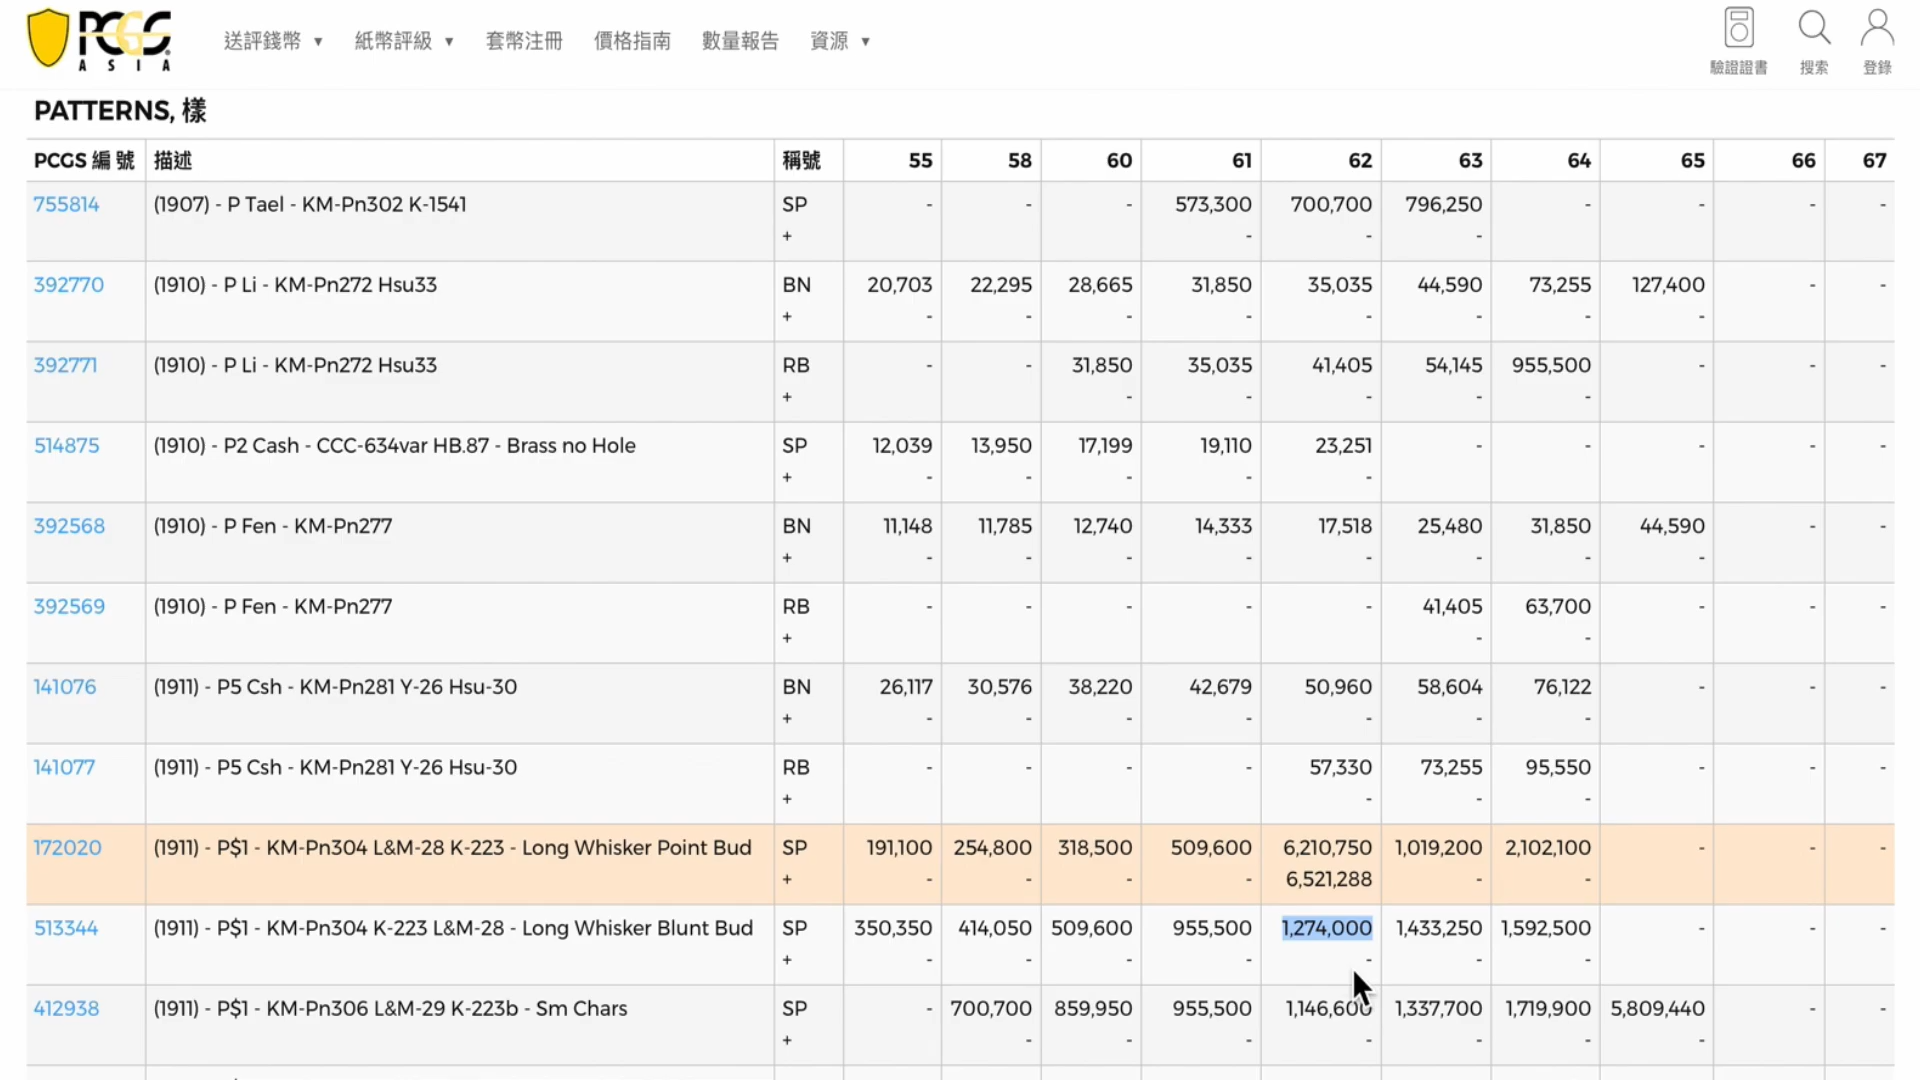 PCGS
ASIA
送評錢幣 ▼ 紙幣評級 ▼ 套幣注冊 價格指南 數量報告 資源 ▼
驗證證書 搜索 登錄
PATTERNS, 樣
PCGS 編號 描述 稱號 55 58 60 61 62 63 64 65 66 67
755814 (1907) - P Tael - KM-Pn302 K-1541 SP - - - 573,300 700,700 796,250 - - - -
+ - - -
392770 (1910) - P Li - KM-Pn272 Hsu33 BN 20,703 22,295 28,665 31,850 35,035 44,590 73,255 127,400 - -
+ - - - - - - - -
392771 (1910) - P Li - KM-Pn272 Hsu33 RB - - 31,850 35,035 41,405 54,145 955,500 - - -
+ - - - - -
514875 (1910) - P2 Cash - CCC-634var HB.87 - Brass no Hole SP 12,039 13,950 17,199 19,110 23,251 - - - - -
+ - - - - -
392568 (1910) - P Fen - KM-Pn277 BN 11,148 11,785 12,740 14,333 17,518 25,480 31,850 44,590 - -
+ - - - - - - - -
392569 (1910) - P Fen - KM-Pn277 RB - - - - - 41,405 63,700 - - -
+ - -
141076 (1911) - P5 Csh - KM-Pn281 Y-26 Hsu-30 BN 26,117 30,576 38,220 42,679 50,960 58,604 76,122 - - -
+ - - - - - - -
141077 (1911) - P5 Csh - KM-Pn281 Y-26 Hsu-30 RB - - - - 57,330 73,255 95,550 - - -
+ - - -
172020 (1911) - P$1 - KM-Pn304 L&M-28 K-223 - Long Whisker Point Bud SP 191,100 254,800 318,500 509,600 6,210,750 1,019,200 2,102,100 - - -
+ - - - - 6,521,288 - -
513344 (1911) - P$1 - KM-Pn304 K-223 L&M-28 - Long Whisker Blunt Bud SP 350,350 414,050 509,600 955,500 1,274,000 1,433,250 1,592,500 - - -
+ - - - - - - -
412938 (1911) - P$1 - KM-Pn306 L&M-29 K-223b - Sm Chars SP - 700,700 859,950 955,500 1,146,600 1,337,700 1,719,900 5,809,440 - -
+ - - - - - - -